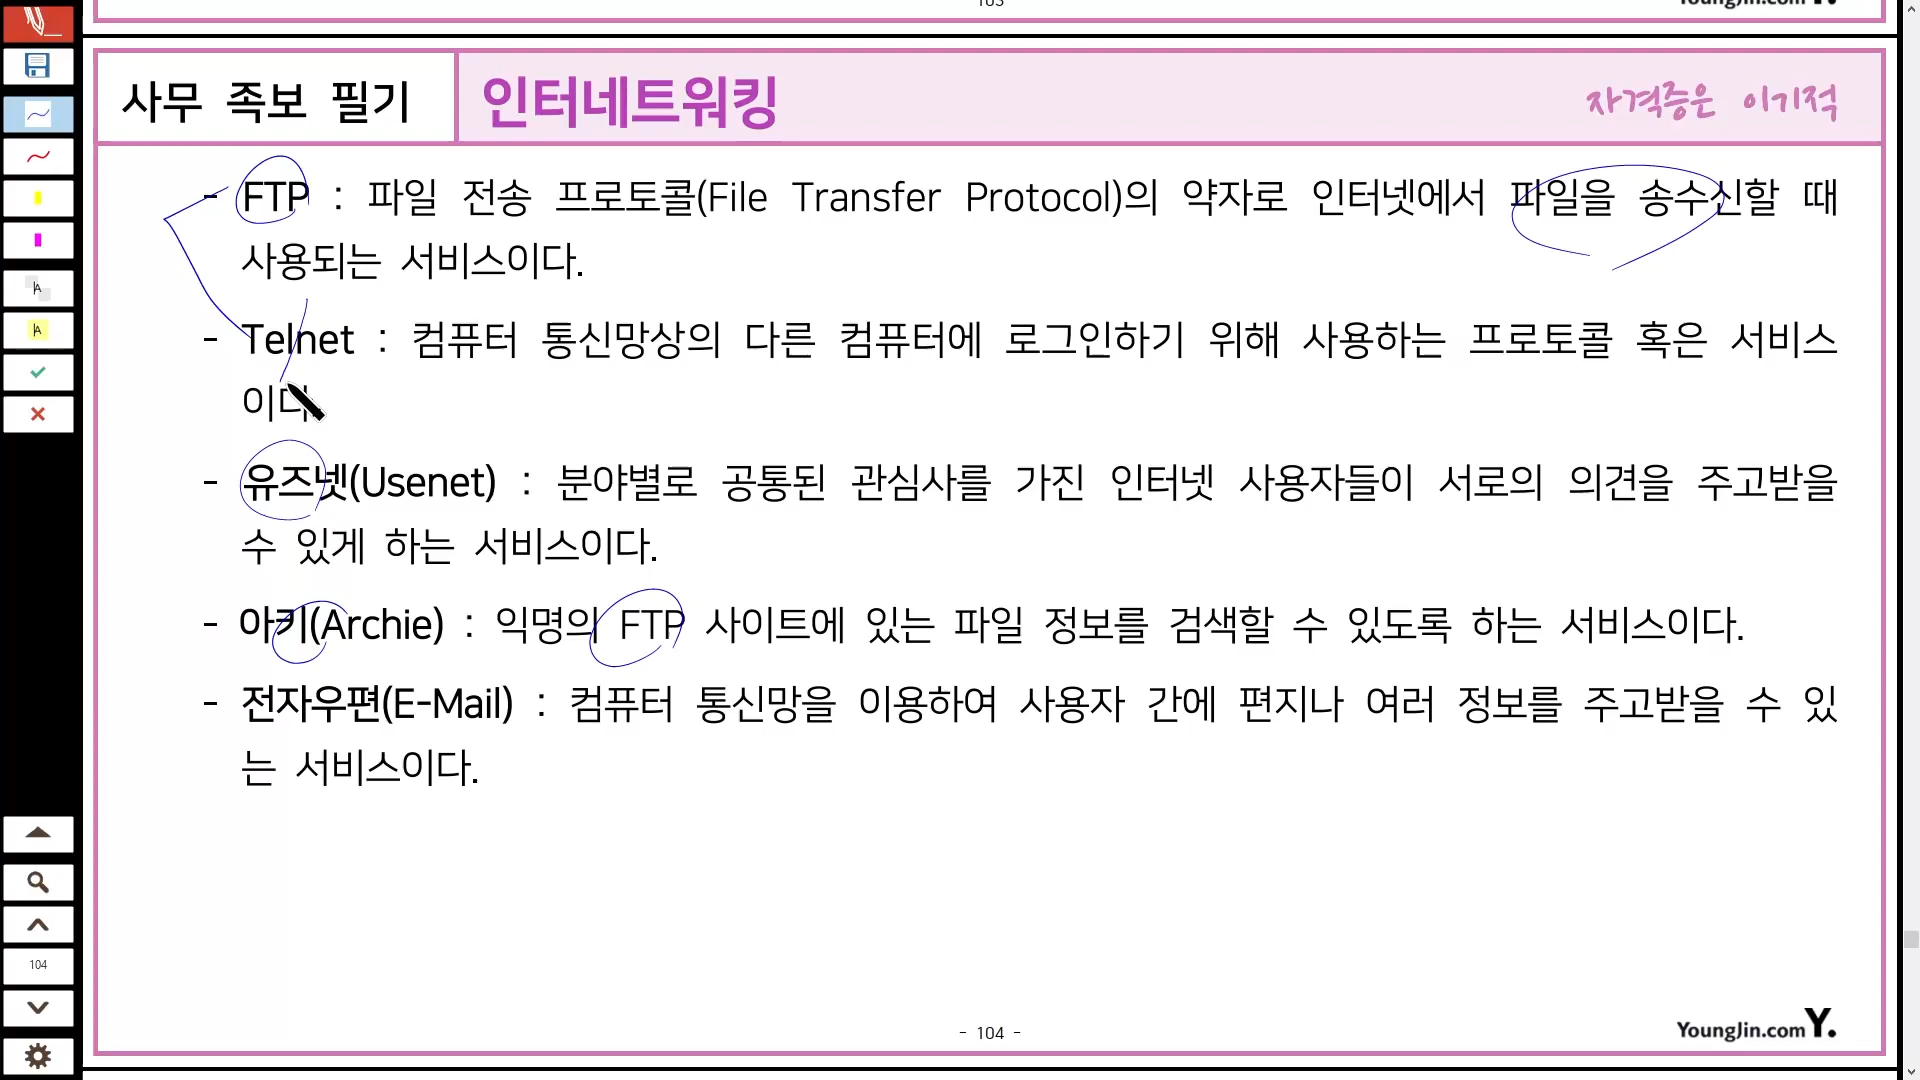 103
YoungJin.com Y.
사무 족보 필기
인터네트워킹
자격증은 이기적
- FTP : 파일 전송 프로토콜(File Transfer Protocol)의 약자로 인터넷에서 파일을 송수신할 때
사용되는 서비스이다.
- Telnet : 컴퓨터 통신망상의 다른 컴퓨터에 로그인하기 위해 사용하는 프로토콜 혹은 서비스
이다.
- 유즈넷(Usenet) : 분야별로 공통된 관심사를 가진 인터넷 사용자들이 서로의 의견을 주고받을
수 있게 하는 서비스이다.
- 아키(Archie) : 익명의 FTP 사이트에 있는 파일 정보를 검색할 수 있도록 하는 서비스이다.
- 전자우편(E-Mail) : 컴퓨터 통신망을 이용하여 사용자 간에 편지나 여러 정보를 주고받을 수 있
는 서비스이다.
104
- 104 -
YoungJin.com Y.